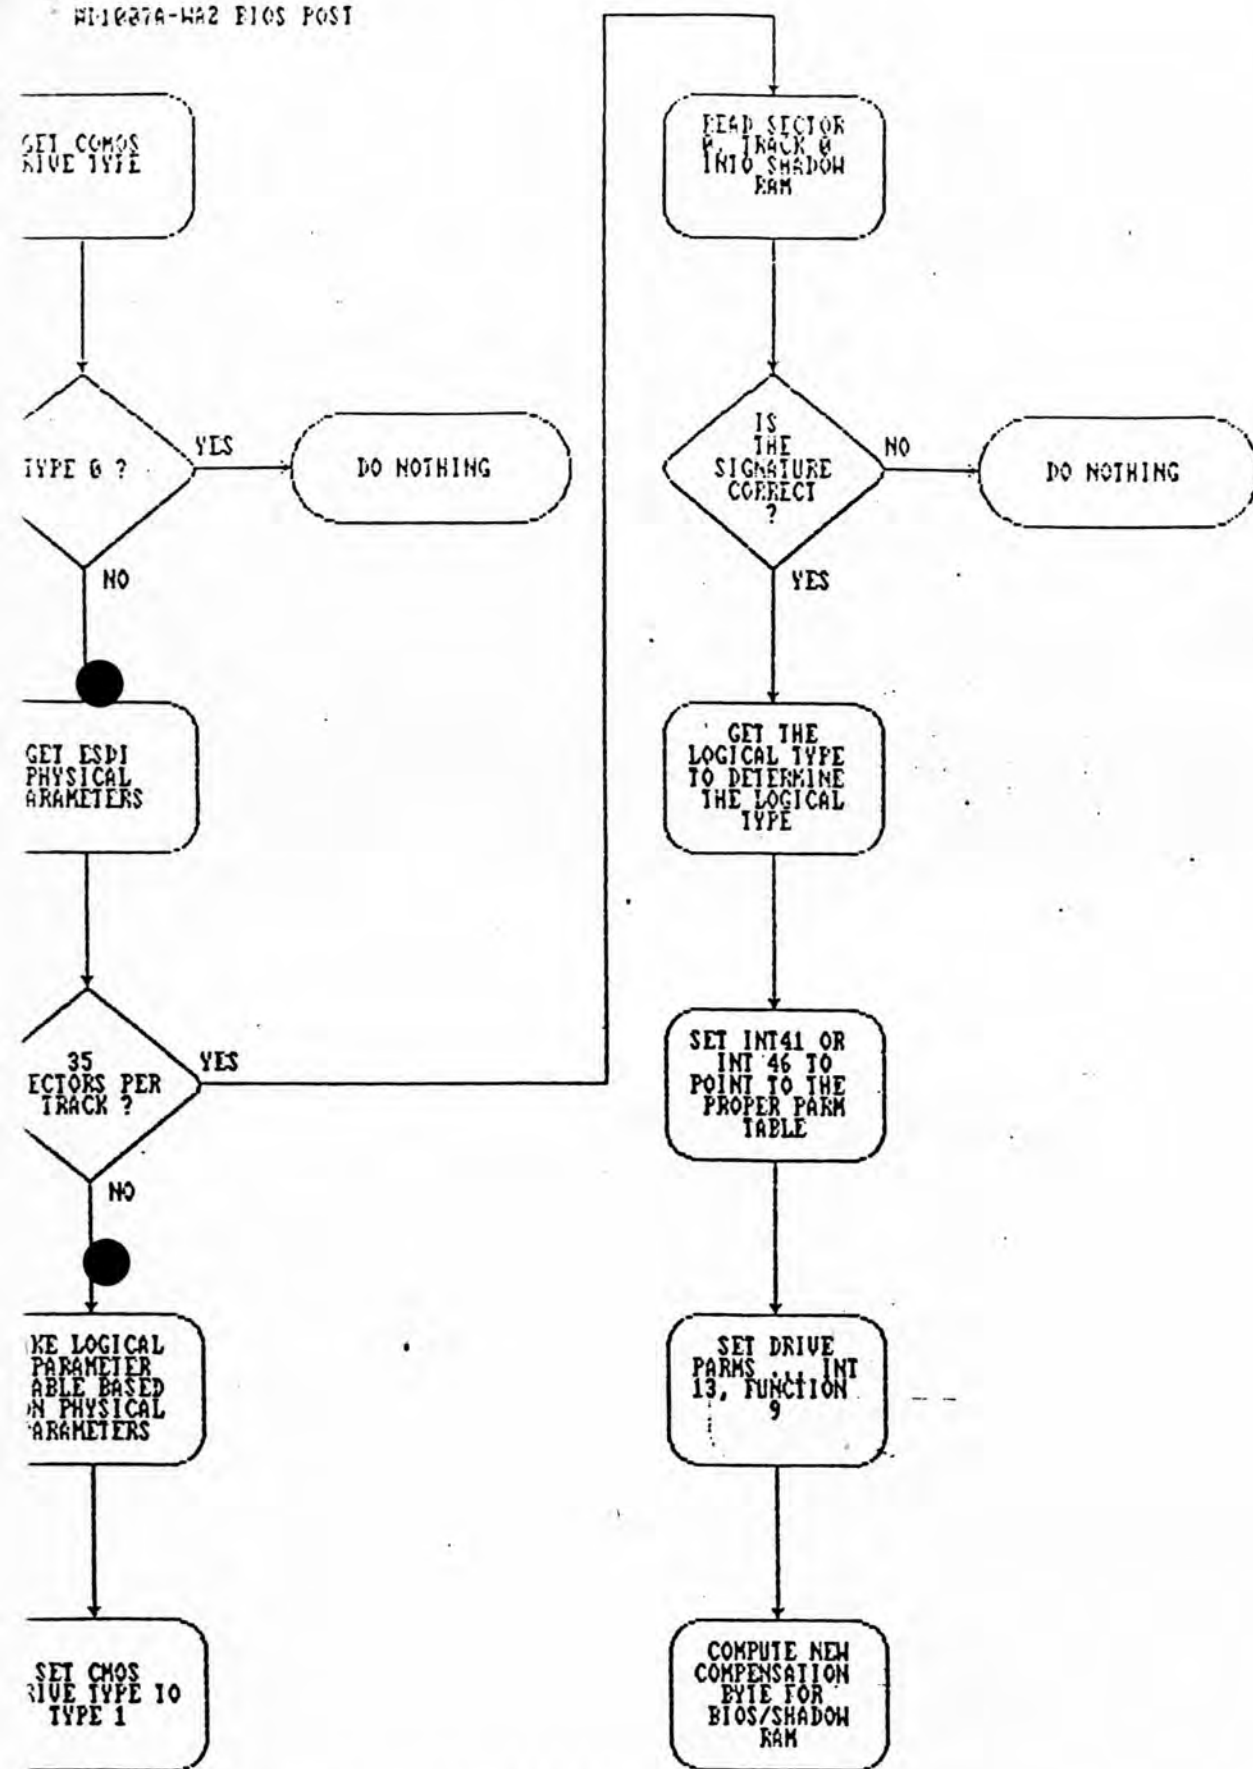 BIOS POST
GET COMOS
RIVE TYPE
TYPE 0 ?
YES
DO NOTHING
NO
GET ESDI
PHYSICAL
ARAMETERS
35
ECTORS PER
TRACK ?
YES
NO
KE LOGICAL
PARAMETER
ABLE BASED
N PHYSICAL
ARAMETERS
SET CMOS
RIVE TYPE TO
TYPE 1
READ SECTOR
0, TRACK 0
INTO SHADOW
RAM
IS
THE
SIGNATURE
CORRECT
?
NO
DO NOTHING
YES
GET THE
LOGICAL TYPE
TO DETERMINE
THE LOGICAL
TYPE
SET INT41 OR
INT 46 TO
POINT TO THE
PROPER PARM
TABLE
SET DRIVE
PARMS ... INT
13, FUNCTION
9
COMPUTE NEW
COMPENSATION
BYTE FOR
BIOS/SHADOW
RAM